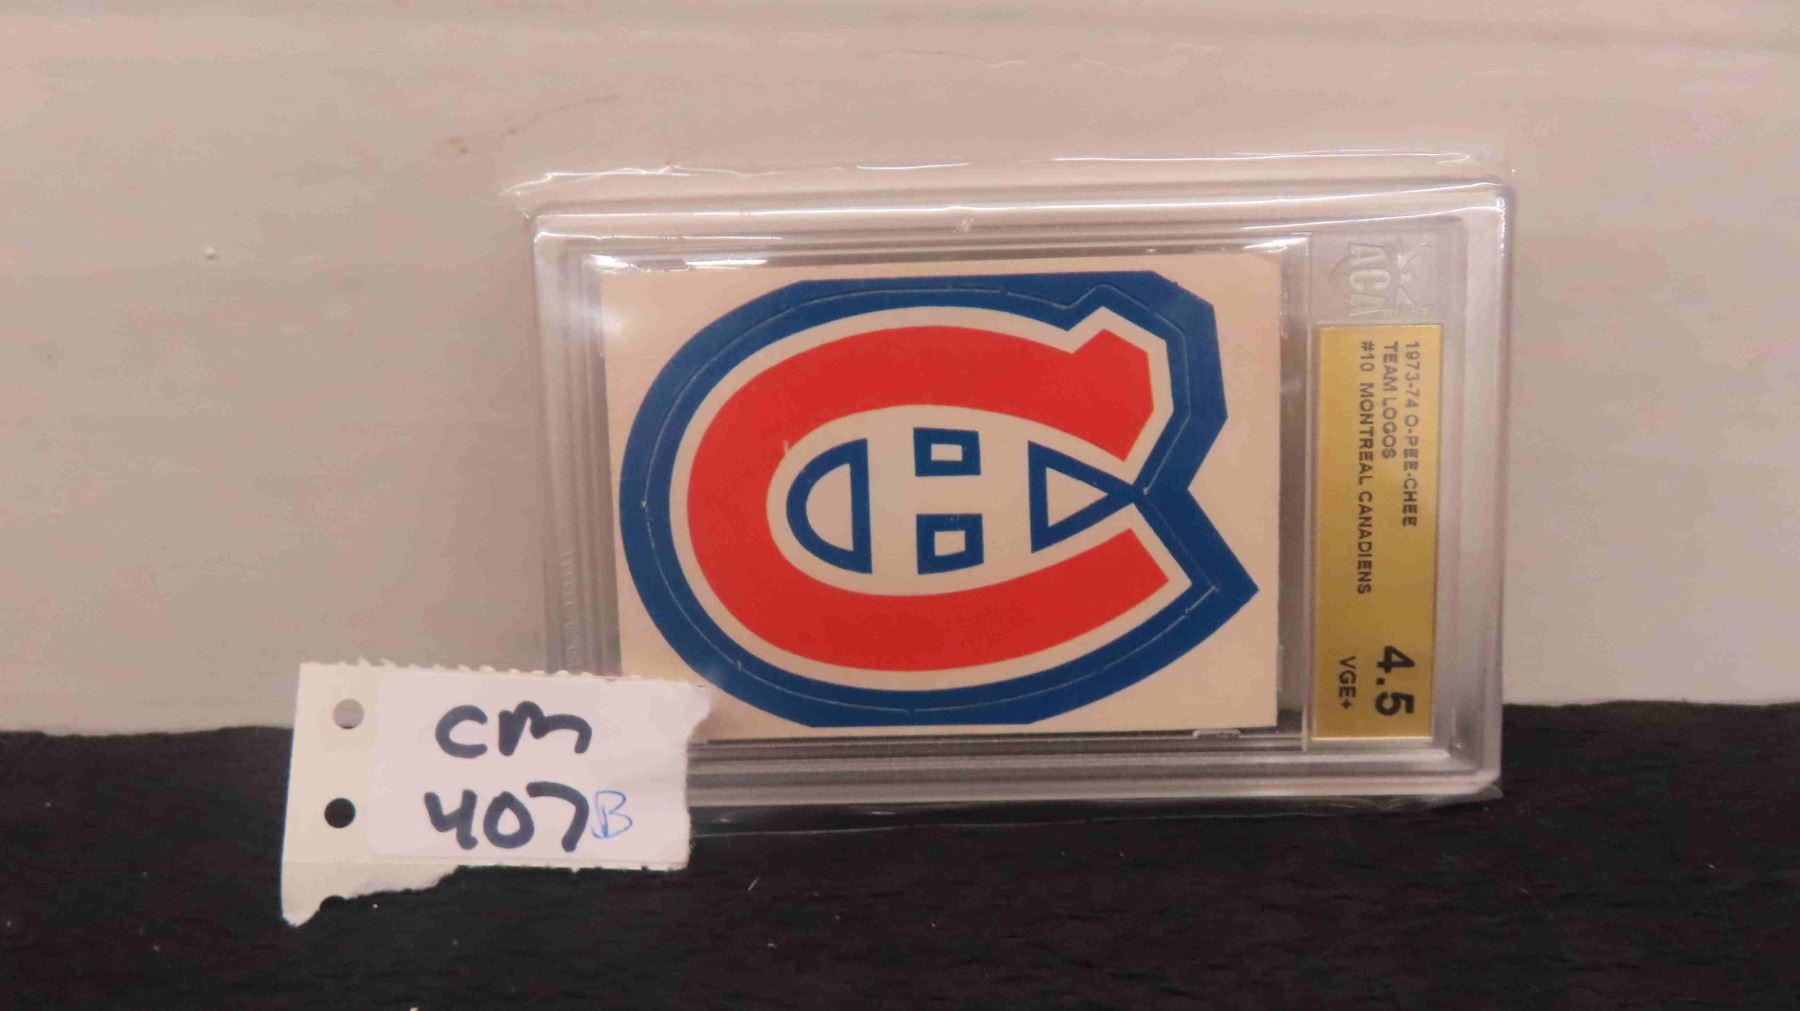 ACA
1973-74 O-PEE-CHEE
TEAM LOGOS
#10 MONTREAL CANADIENS
4.5
VGE+
CM
407B